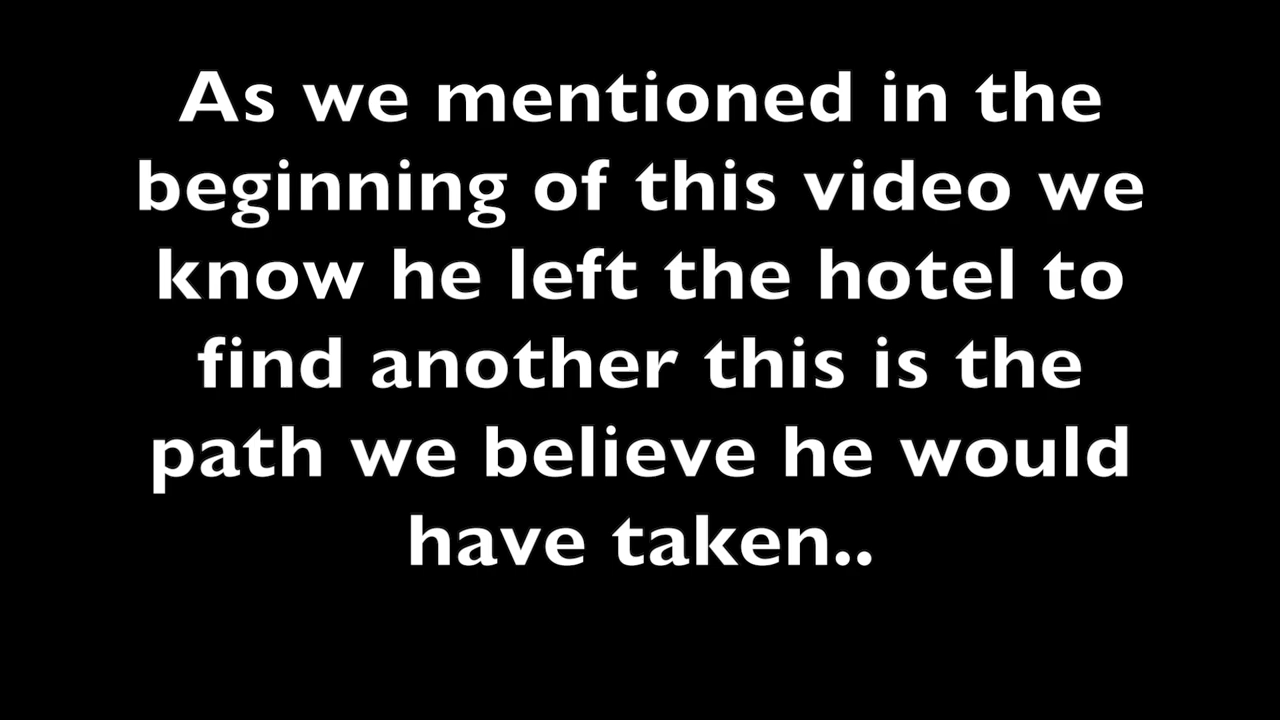 As we mentioned in the
beginning of this video we
know he left the hotel to
find another this is the
path we believe he would
have taken..